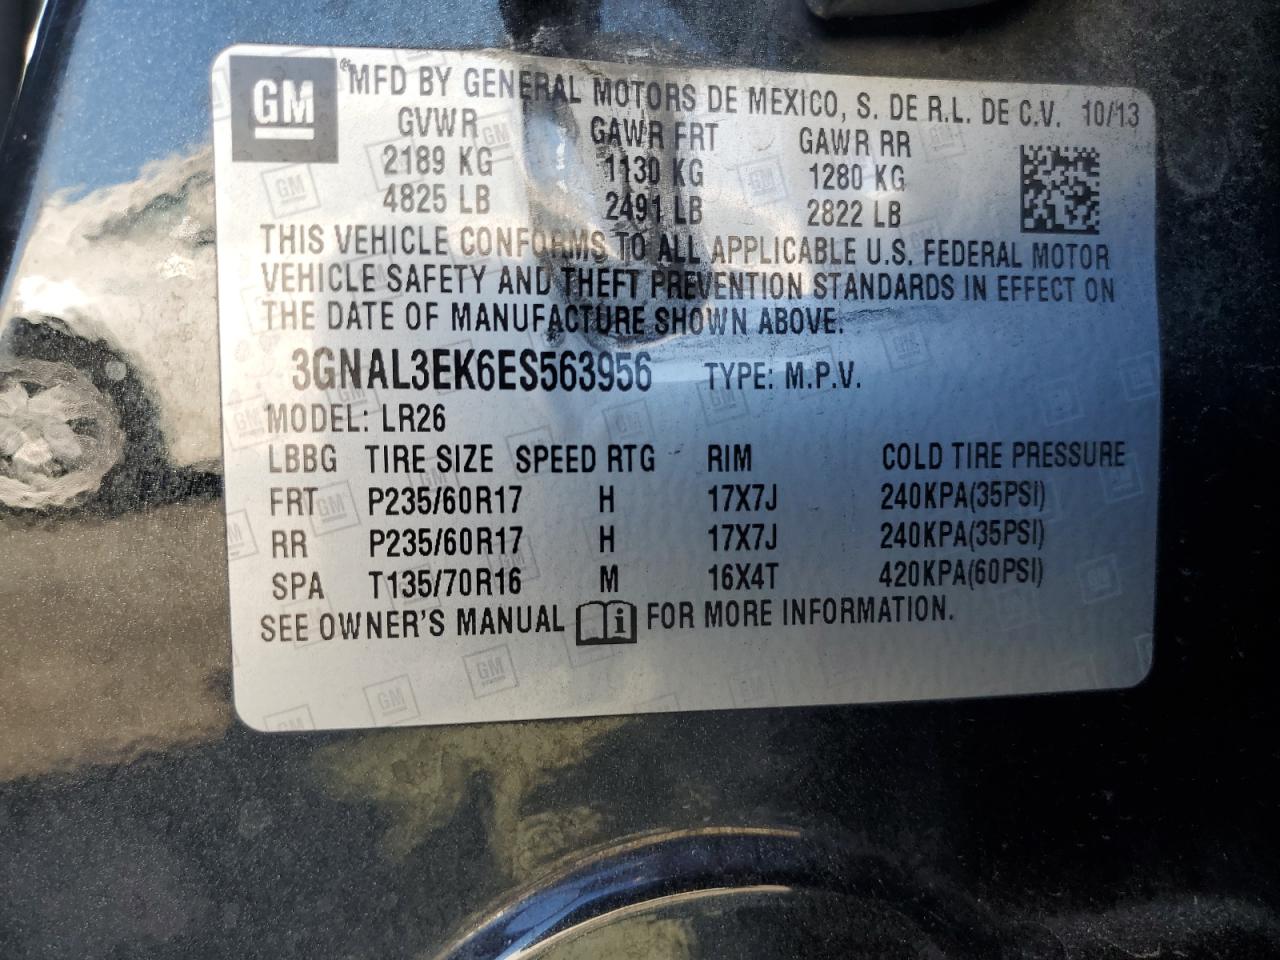 GM
®MFD BY GENERAL MOTORS DE MEXICO, S. DE R.L. DE C.V. 10/13
GVWR GAWR FRT GAWR RR
2189 KG 1130 KG 1280 KG
4825 LB 2491 LB 2822 LB
THIS VEHICLE CONFORMS TO ALL APPLICABLE U.S. FEDERAL MOTOR
VEHICLE SAFETY AND THEFT PREVENTION STANDARDS IN EFFECT ON
THE DATE OF MANUFACTURE SHOWN ABOVE.
3GNAL3EK6ES563956 TYPE: M.P.V.
MODEL: LR26
LBBG TIRE SIZE SPEED RTG RIM COLD TIRE PRESSURE
FRT P235/60R17 H 17X7J 240KPA(35PSI)
RR P235/60R17 H 17X7J 240KPA(35PSI)
SPA T135/70R16 M 16X4T 420KPA(60PSI)
SEE OWNER'S MANUAL i FOR MORE INFORMATION.